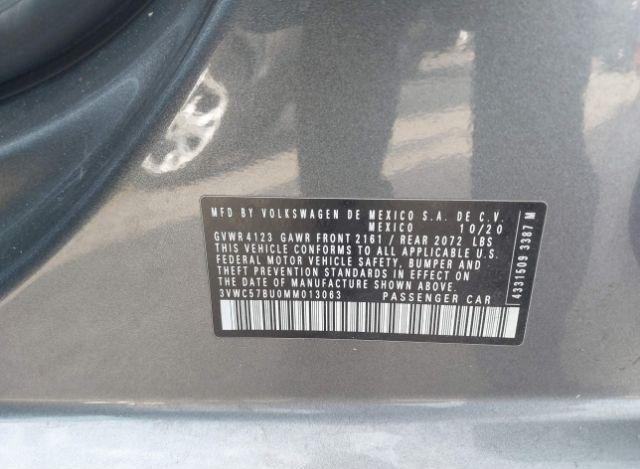 MFD BY VOLKSWAGEN DE MEXICO S.A. DE C.V.
MEXICO 10/20
GVWR4123 GAWR FRONT 2161 / REAR 2072 LBS
THIS VEHICLE CONFORMS TO ALL APPLICABLE U.S.
FEDERAL MOTOR VEHICLE SAFETY, BUMPER AND
THEFT PREVENTION STANDARDS IN EFFECT ON
THE DATE OF MANUFACTURE SHOWN ABOVE.
3VWC57BU0MM013063 PASSENGER CAR
4331509 3387 M